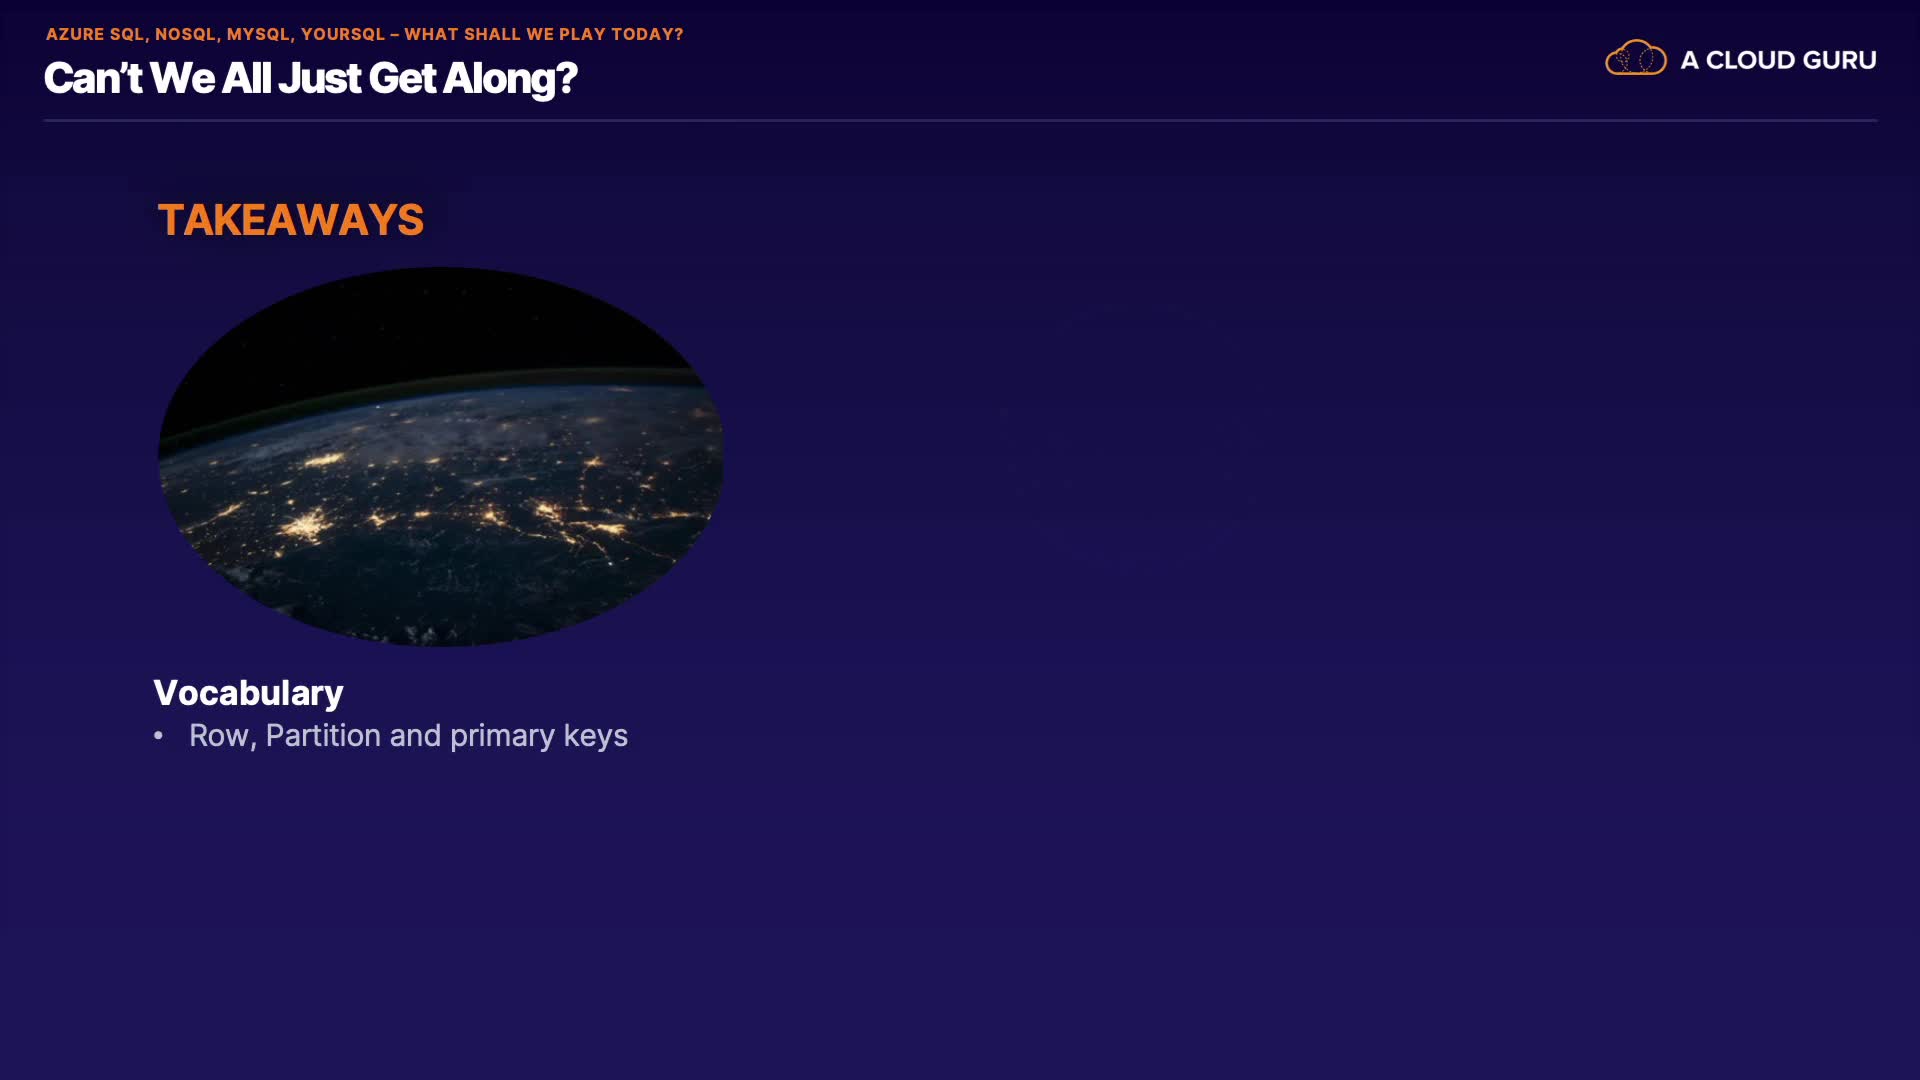 AZURE SQL, NOSQL, MYSQL, YOURSQL – WHAT SHALL WE PLAY TODAY?
Can’t We All Just Get Along?
A CLOUD GURU
TAKEAWAYS
Vocabulary
• Row, Partition and primary keys